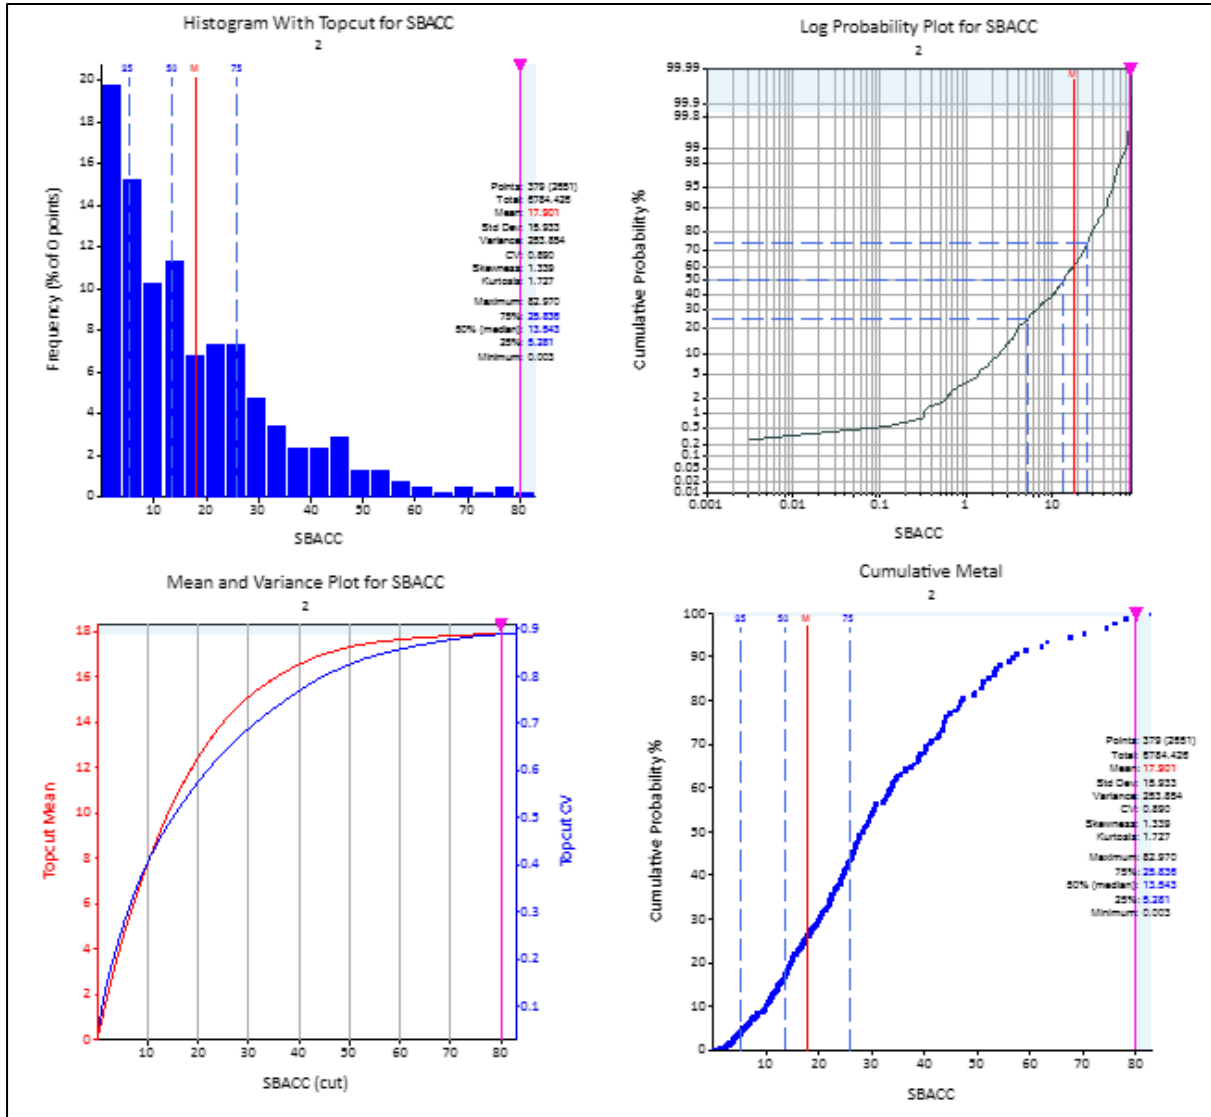 Histogram With Topcut for SBACC
2
25 50 M 75
20
18
16
14
12
10
8
6
4
2
0
Frequency (% of 0 points)
Points: 379 (2551)
Total: 6784.426
Mean: 17.901
Std Dev: 15.933
Variance: 253.854
CV: 0.890
Skewness: 1.339
Kurtosis: 1.727
Maximum: 82.970
75%: 25.836
50% (median): 13.543
25%: 5.281
Minimum: 0.003
10 20 30 40 50 60 70 80
SBACC
Log Probability Plot for SBACC
2
M
99.99
99.9
99.8
99
98
95
90
80
70
60
50
40
30
20
10
5
2
1
0.5
0.2
0.1
0.05
0.02
0.01
Cumulative Probability %
0.001 0.01 0.1 1 10
SBACC
Mean and Variance Plot for SBACC
2
18
16
14
12
10
8
6
4
2
0
Topcut Mean
0.9
0.8
0.7
0.6
0.5
0.4
0.3
0.2
0.1
Topcut CV
10 20 30 40 50 60 70 80
SBACC (cut)
Cumulative Metal
2
25 50 M 75
100
90
80
70
60
50
40
30
20
10
0
Cumulative Probability %
Points: 379 (2551)
Total: 6784.426
Mean: 17.901
Std Dev: 15.933
Variance: 253.854
CV: 0.890
Skewness: 1.339
Kurtosis: 1.727
Maximum: 82.970
75%: 25.836
50% (median): 13.543
25%: 5.281
Minimum: 0.003
10 20 30 40 50 60 70 80
SBACC